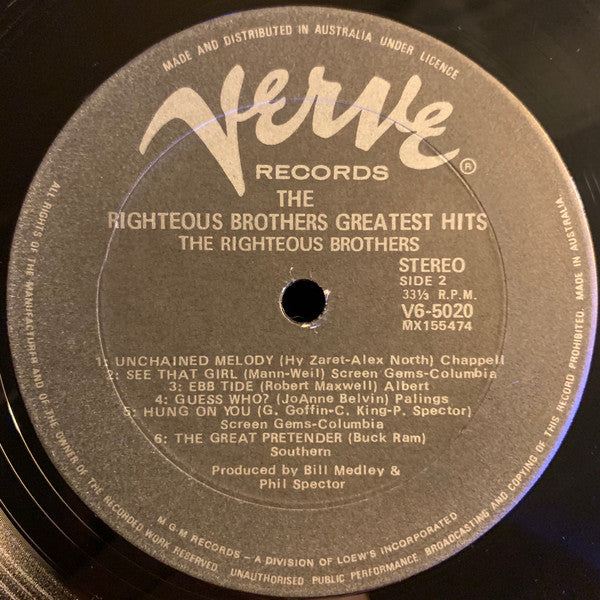 MADE AND DISTRIBUTED IN AUSTRALIA UNDER LICENCE
Verve
RECORDS ®
THE
RIGHTEOUS BROTHERS GREATEST HITS
THE RIGHTEOUS BROTHERS
STEREO
SIDE 2
33⅓ R.P.M.
V6-5020
MX155474
1: UNCHAINED MELODY (Hy Zaret-Alex North) Chappell
2: SEE THAT GIRL (Mann-Weil) Screen Gems-Columbia
3: EBB TIDE (Robert Maxwell) Albert
4: GUESS WHO? (JoAnne Belvin) Palings
5: HUNG ON YOU (G. Goffin-C. King-P. Spector)
Screen Gems-Columbia
6: THE GREAT PRETENDER (Buck Ram)
Southern
Produced by Bill Medley &
Phil Spector
M G M RECORDS – A DIVISION OF LOEW'S INCORPORATED
ALL RIGHTS OF THE MANUFACTURER AND OF THE OWNER OF THE RECORDED WORK RESERVED. UNAUTHORISED PUBLIC PERFORMANCE, BROADCASTING AND COPYING OF THIS RECORD PROHIBITED. MADE IN AUSTRALIA.